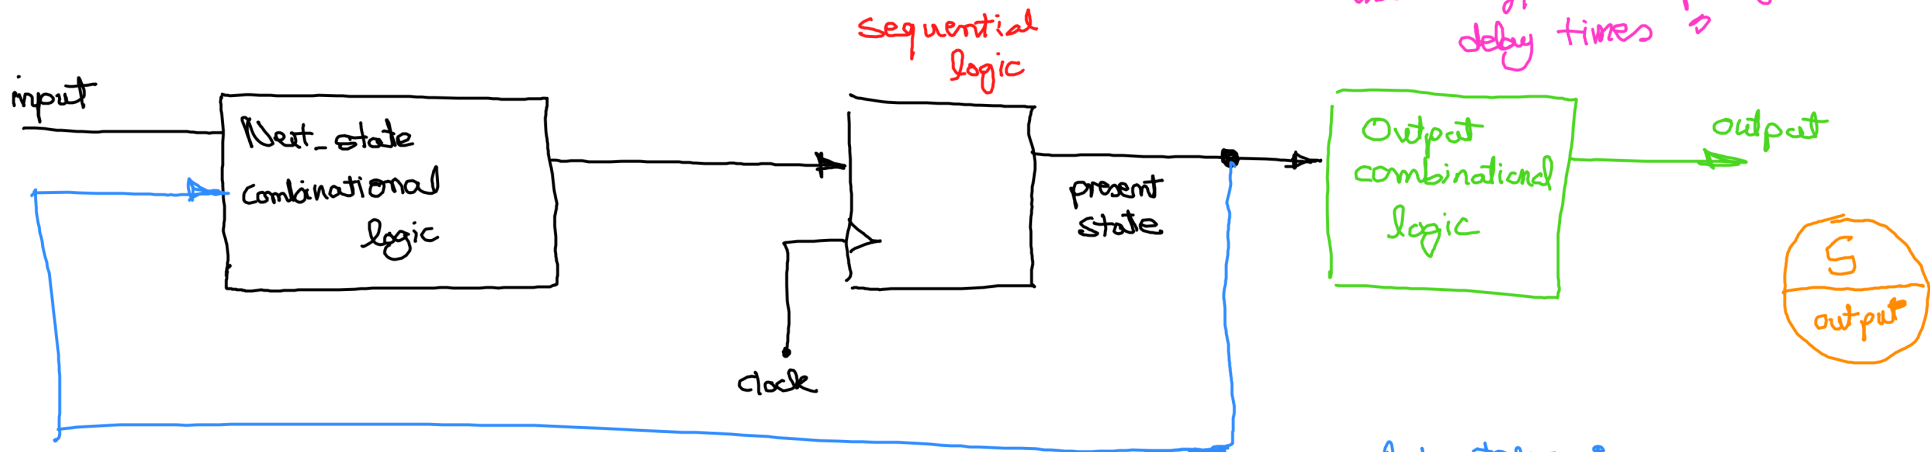 sequential
logic
delay times
input
Next_state
combinational
logic
present
state
Output
combinational
logic
output
S
output
clock